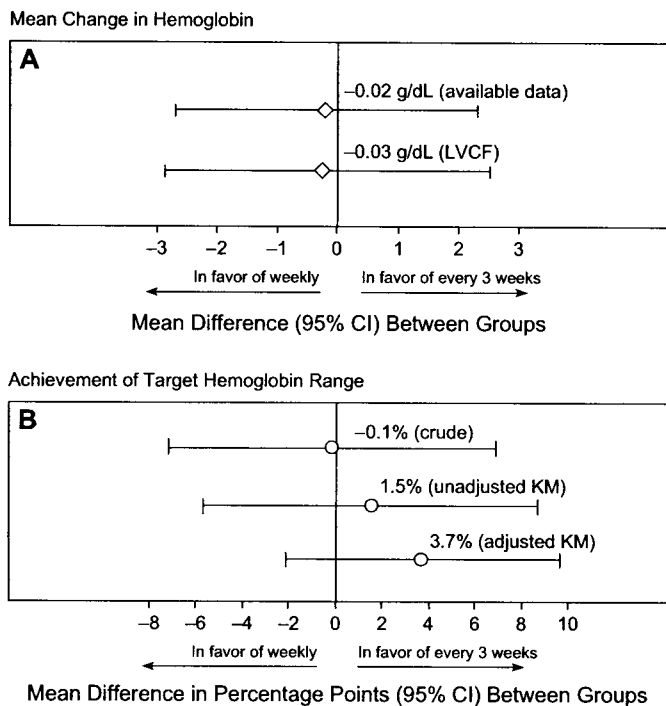 Mean Change in Hemoglobin
A
–0.02 g/dL (available data)
–0.03 g/dL (LVCF)
–3 –2 –1 0 1 2 3
In favor of weekly In favor of every 3 weeks
Mean Difference (95% CI) Between Groups
Achievement of Target Hemoglobin Range
B
–0.1% (crude)
1.5% (unadjusted KM)
3.7% (adjusted KM)
–8 –6 –4 –2 0 2 4 6 8 10
In favor of weekly In favor of every 3 weeks
Mean Difference in Percentage Points (95% CI) Between Groups